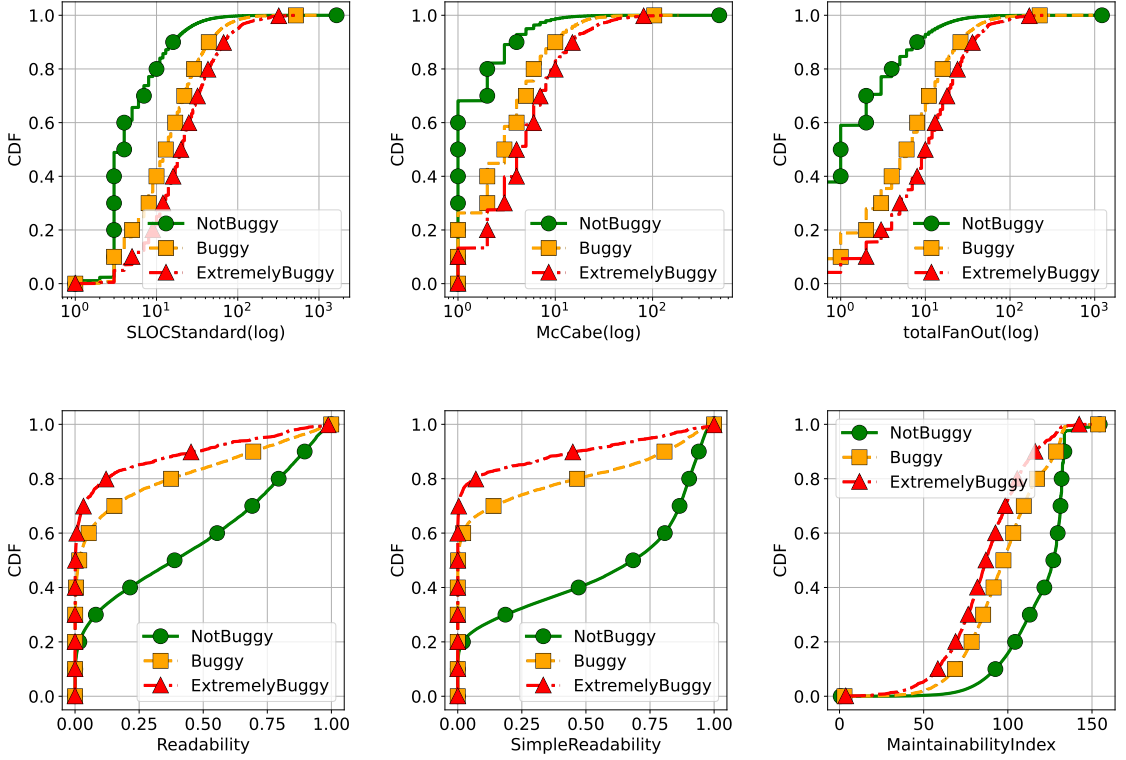 CDF
1.0
0.8
0.6
0.4
0.2
0.0
NotBuggy
Buggy
ExtremelyBuggy
10⁰ 10¹ 10² 10³
SLOCStandard(log)
CDF
1.0
0.8
0.6
0.4
0.2
0.0
NotBuggy
Buggy
ExtremelyBuggy
10⁰ 10¹ 10²
McCabe(log)
CDF
1.0
0.8
0.6
0.4
0.2
0.0
NotBuggy
Buggy
ExtremelyBuggy
10⁰ 10¹ 10² 10³
totalFanOut(log)
CDF
1.0
0.8
0.6
0.4
0.2
0.0
NotBuggy
Buggy
ExtremelyBuggy
0.00 0.25 0.50 0.75 1.00
Readability
CDF
1.0
0.8
0.6
0.4
0.2
0.0
NotBuggy
Buggy
ExtremelyBuggy
0.00 0.25 0.50 0.75 1.00
SimpleReadability
CDF
1.0
0.8
0.6
0.4
0.2
0.0
NotBuggy
Buggy
ExtremelyBuggy
0 50 100 150
MaintainabilityIndex